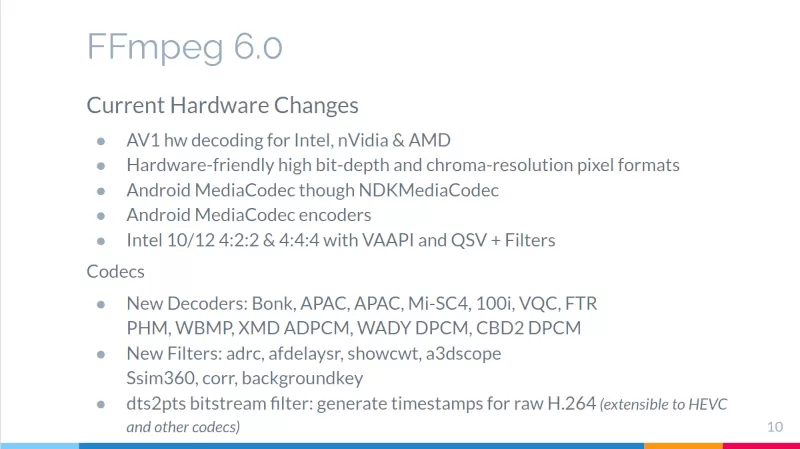 FFmpeg 6.0
Current Hardware Changes
● AV1 hw decoding for Intel, nVidia & AMD
● Hardware-friendly high bit-depth and chroma-resolution pixel formats
● Android MediaCodec though NDKMediaCodec
● Android MediaCodec encoders
● Intel 10/12 4:2:2 & 4:4:4 with VAAPI and QSV + Filters
Codecs
● New Decoders: Bonk, APAC, APAC, Mi-SC4, 100i, VQC, FTR
PHM, WBMP, XMD ADPCM, WADY DPCM, CBD2 DPCM
● New Filters: adrc, afdelaysr, showcwt, a3dscope
Ssim360, corr, backgroundkey
● dts2pts bitstream filter: generate timestamps for raw H.264 (extensible to HEVC
and other codecs)
10